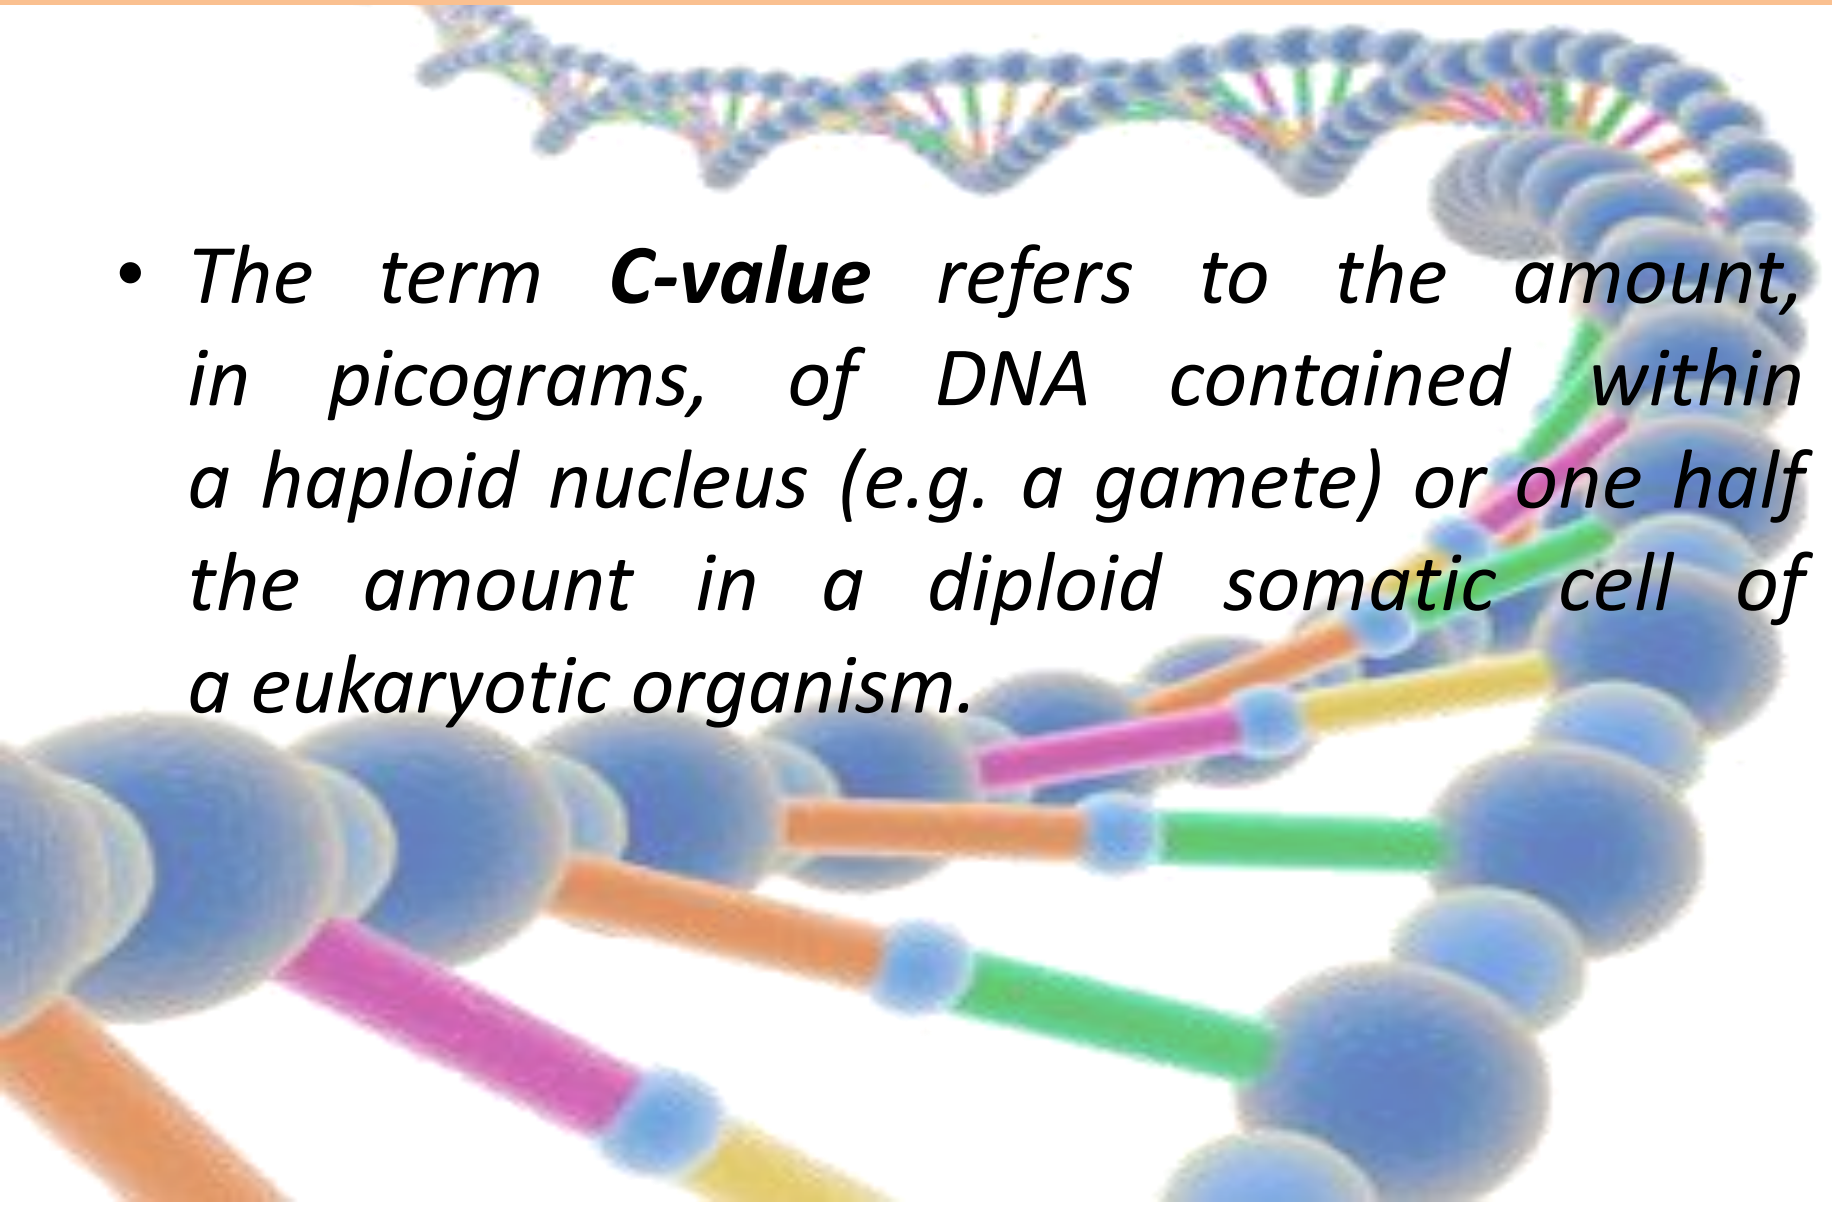 • The term C-value refers to the amount,
in picograms, of DNA contained within
a haploid nucleus (e.g. a gamete) or one half
the amount in a diploid somatic cell of
a eukaryotic organism.